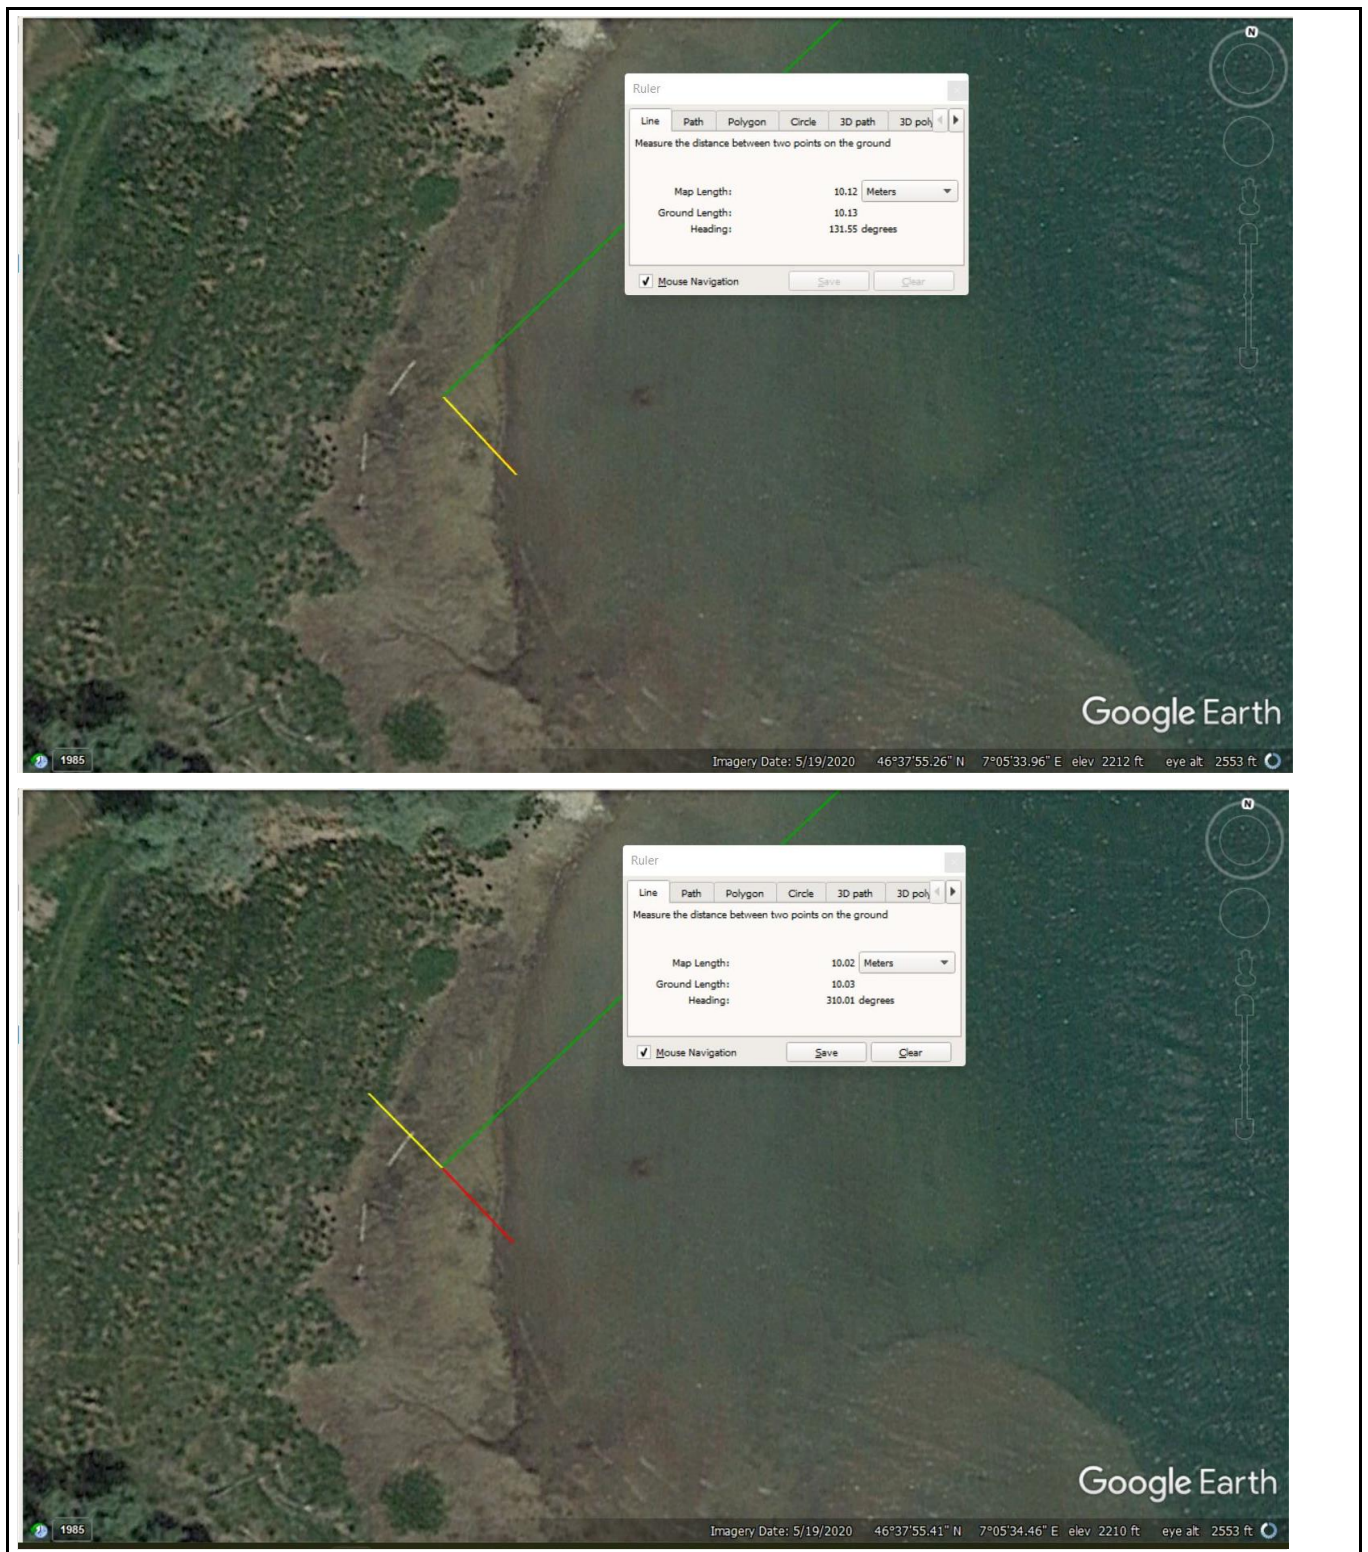 N
Ruler
Line Path Polygon Circle 3D path 3D poly
Measure the distance between two points on the ground
Map Length: 10.12 Meters
Ground Length: 10.13
Heading: 131.55 degrees
Mouse Navigation Save Clear
Google Earth
1985 Imagery Date: 5/19/2020 46°37'55.26" N 7°05'33.96" E elev 2212 ft eye alt 2553 ft
N
Ruler
Line Path Polygon Circle 3D path 3D poly
Measure the distance between two points on the ground
Map Length: 10.02 Meters
Ground Length: 10.03
Heading: 310.01 degrees
Mouse Navigation Save Clear
Google Earth
1985 Imagery Date: 5/19/2020 46°37'55.41" N 7°05'34.46" E elev 2210 ft eye alt 2553 ft